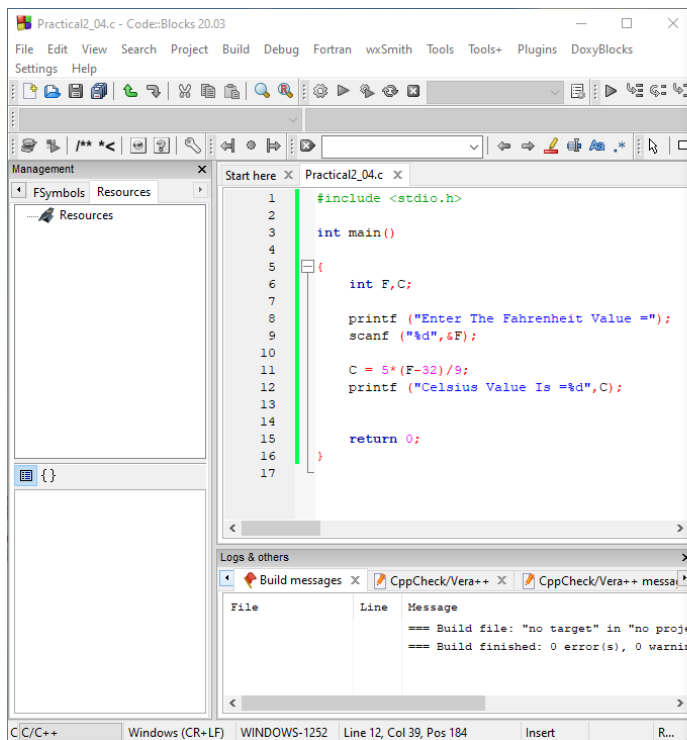 Practical2_04.c - Code::Blocks 20.03
File Edit View Search Project Build Debug Fortran wxSmith Tools Tools+ Plugins DoxyBlocks
Settings Help
/** *<
Management
FSymbols Resources
Resources
Start here Practical2_04.c
1 #include <stdio.h>
2
3 int main()
4
5 {
6 int F,C;
7
8 printf ("Enter The Fahrenheit Value =");
9 scanf ("%d",&F);
10
11 C = 5*(F-32)/9;
12 printf ("Celsius Value Is =%d",C);
13
14
15 return 0;
16 }
17
{}
Logs & others
Build messages CppCheck/Vera++ CppCheck/Vera++ messa
File Line Message
=== Build file: "no target" in "no proje
=== Build finished: 0 error(s), 0 warnin
C C/C++ Windows (CR+LF) WINDOWS-1252 Line 12, Col 39, Pos 184 Insert R...